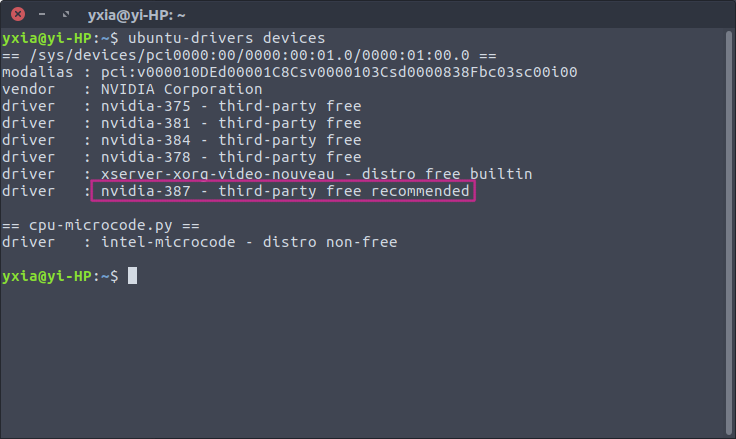 yxia@yi-HP: ~
yxia@yi-HP:~$ ubuntu-drivers devices
== /sys/devices/pci0000:00/0000:00:01.0/0000:01:00.0 ==
modalias : pci:v000010DEd00001C8Csv0000103Csd0000838Fbc03sc00i00
vendor   : NVIDIA Corporation
driver   : nvidia-375 - third-party free
driver   : nvidia-381 - third-party free
driver   : nvidia-384 - third-party free
driver   : nvidia-378 - third-party free
driver   : xserver-xorg-video-nouveau - distro free builtin
driver   : nvidia-387 - third-party free recommended
== cpu-microcode.py ==
driver   : intel-microcode - distro non-free
yxia@yi-HP:~$